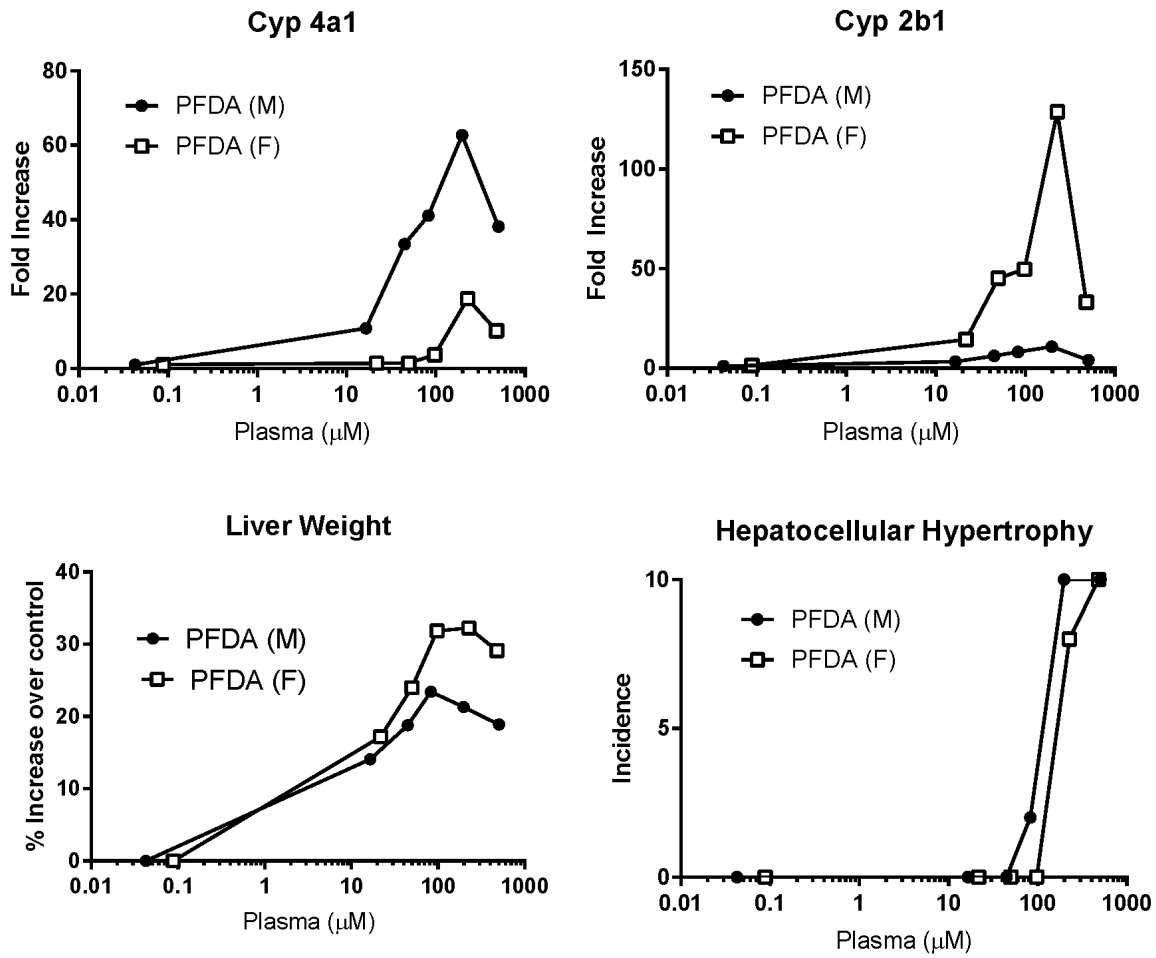 Cyp 4a1
80
60
40
20
0
Fold Increase
PFDA (M)
PFDA (F)
0.01 0.1 1 10 100 1000
Plasma (μM)
Cyp 2b1
150
100
50
0
Fold Increase
PFDA (M)
PFDA (F)
0.01 0.1 1 10 100 1000
Plasma (μM)
Liver Weight
40
30
20
10
0
% Increase over control
PFDA (M)
PFDA (F)
0.01 0.1 1 10 100 1000
Plasma (μM)
Hepatocellular Hypertrophy
10
5
0
Incidence
PFDA (M)
PFDA (F)
0.01 0.1 1 10 100 1000
Plasma (μM)